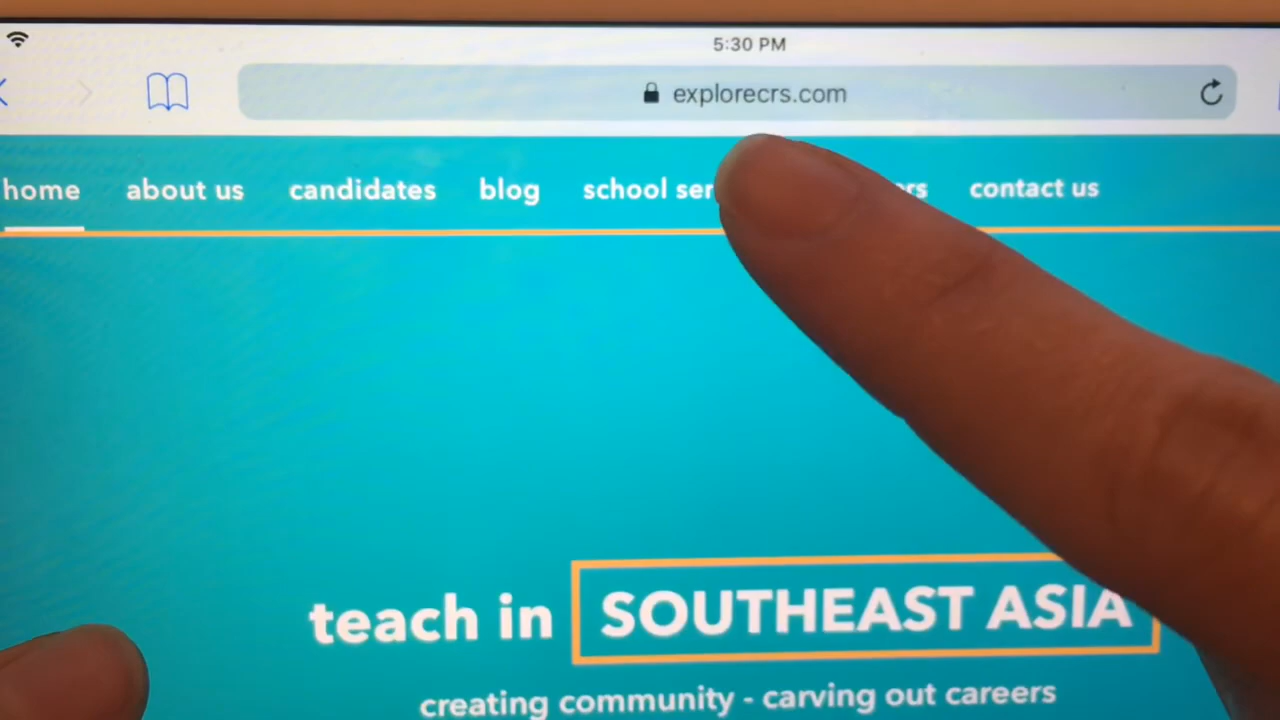 5:30 PM
explorecrs.com
home about us candidates blog school contact us
teach in SOUTHEAST ASIA
creating community - carving out careers